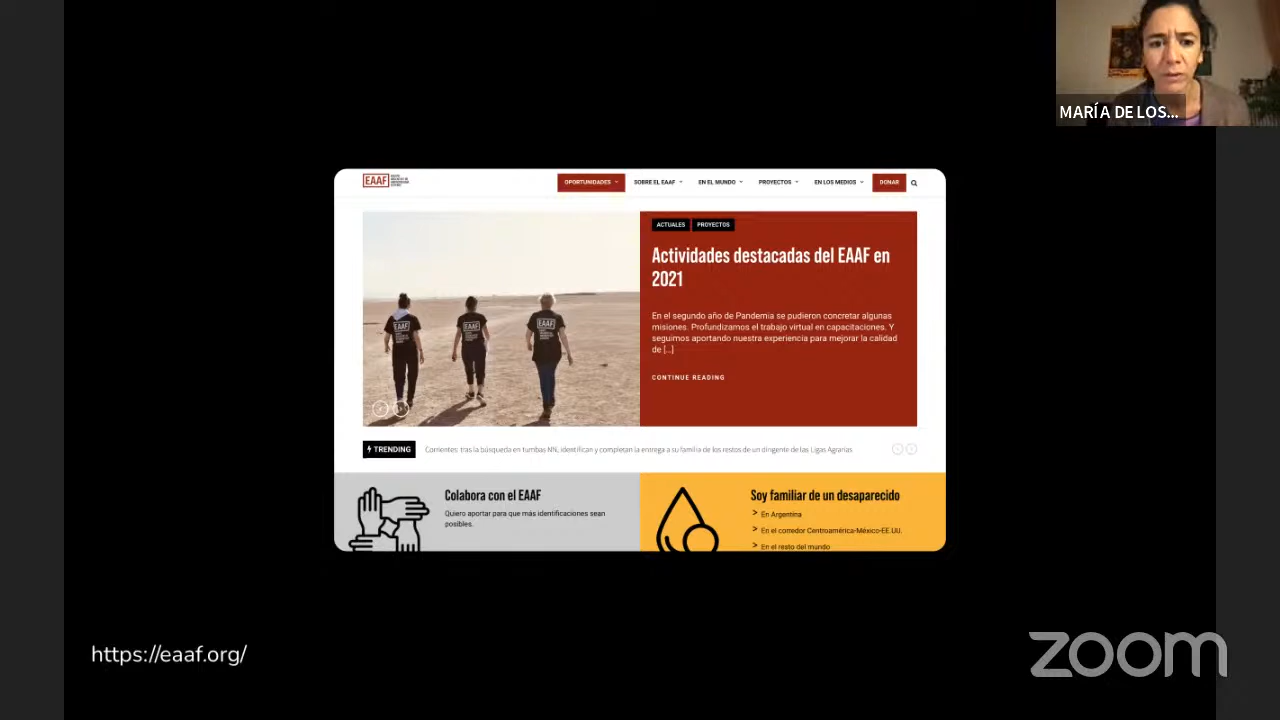 MARÍA DE LOS...
EAAF
OPORTUNIDADES
SOBRE EL EAAF
EN EL MUNDO
PROYECTOS
EN LOS MEDIOS
DONAR
ACTUALES
PROYECTOS
Actividades destacadas del EAAF en
2021
En el segundo año de Pandemia se pudieron concretar algunas
misiones. Profundizamos el trabajo virtual en capacitaciones. Y
seguimos aportando nuestra experiencia para mejorar la calidad
de [...]
CONTINUE READING
EAAF
EAAF
EAAF
TRENDING
Corrientes: tras la búsqueda en tumbas NN, identifican y completan la entrega a su familia de los restos de un dirigente de las Ligas Agrarias
Colabora con el EAAF
Quiero aportar para que más identificaciones sean
posibles.
Soy familiar de un desaparecido
> En Argentina
> En el corredor Centroamérica-México-EE.UU.
> En el resto del mundo
https://eaaf.org/
zoom